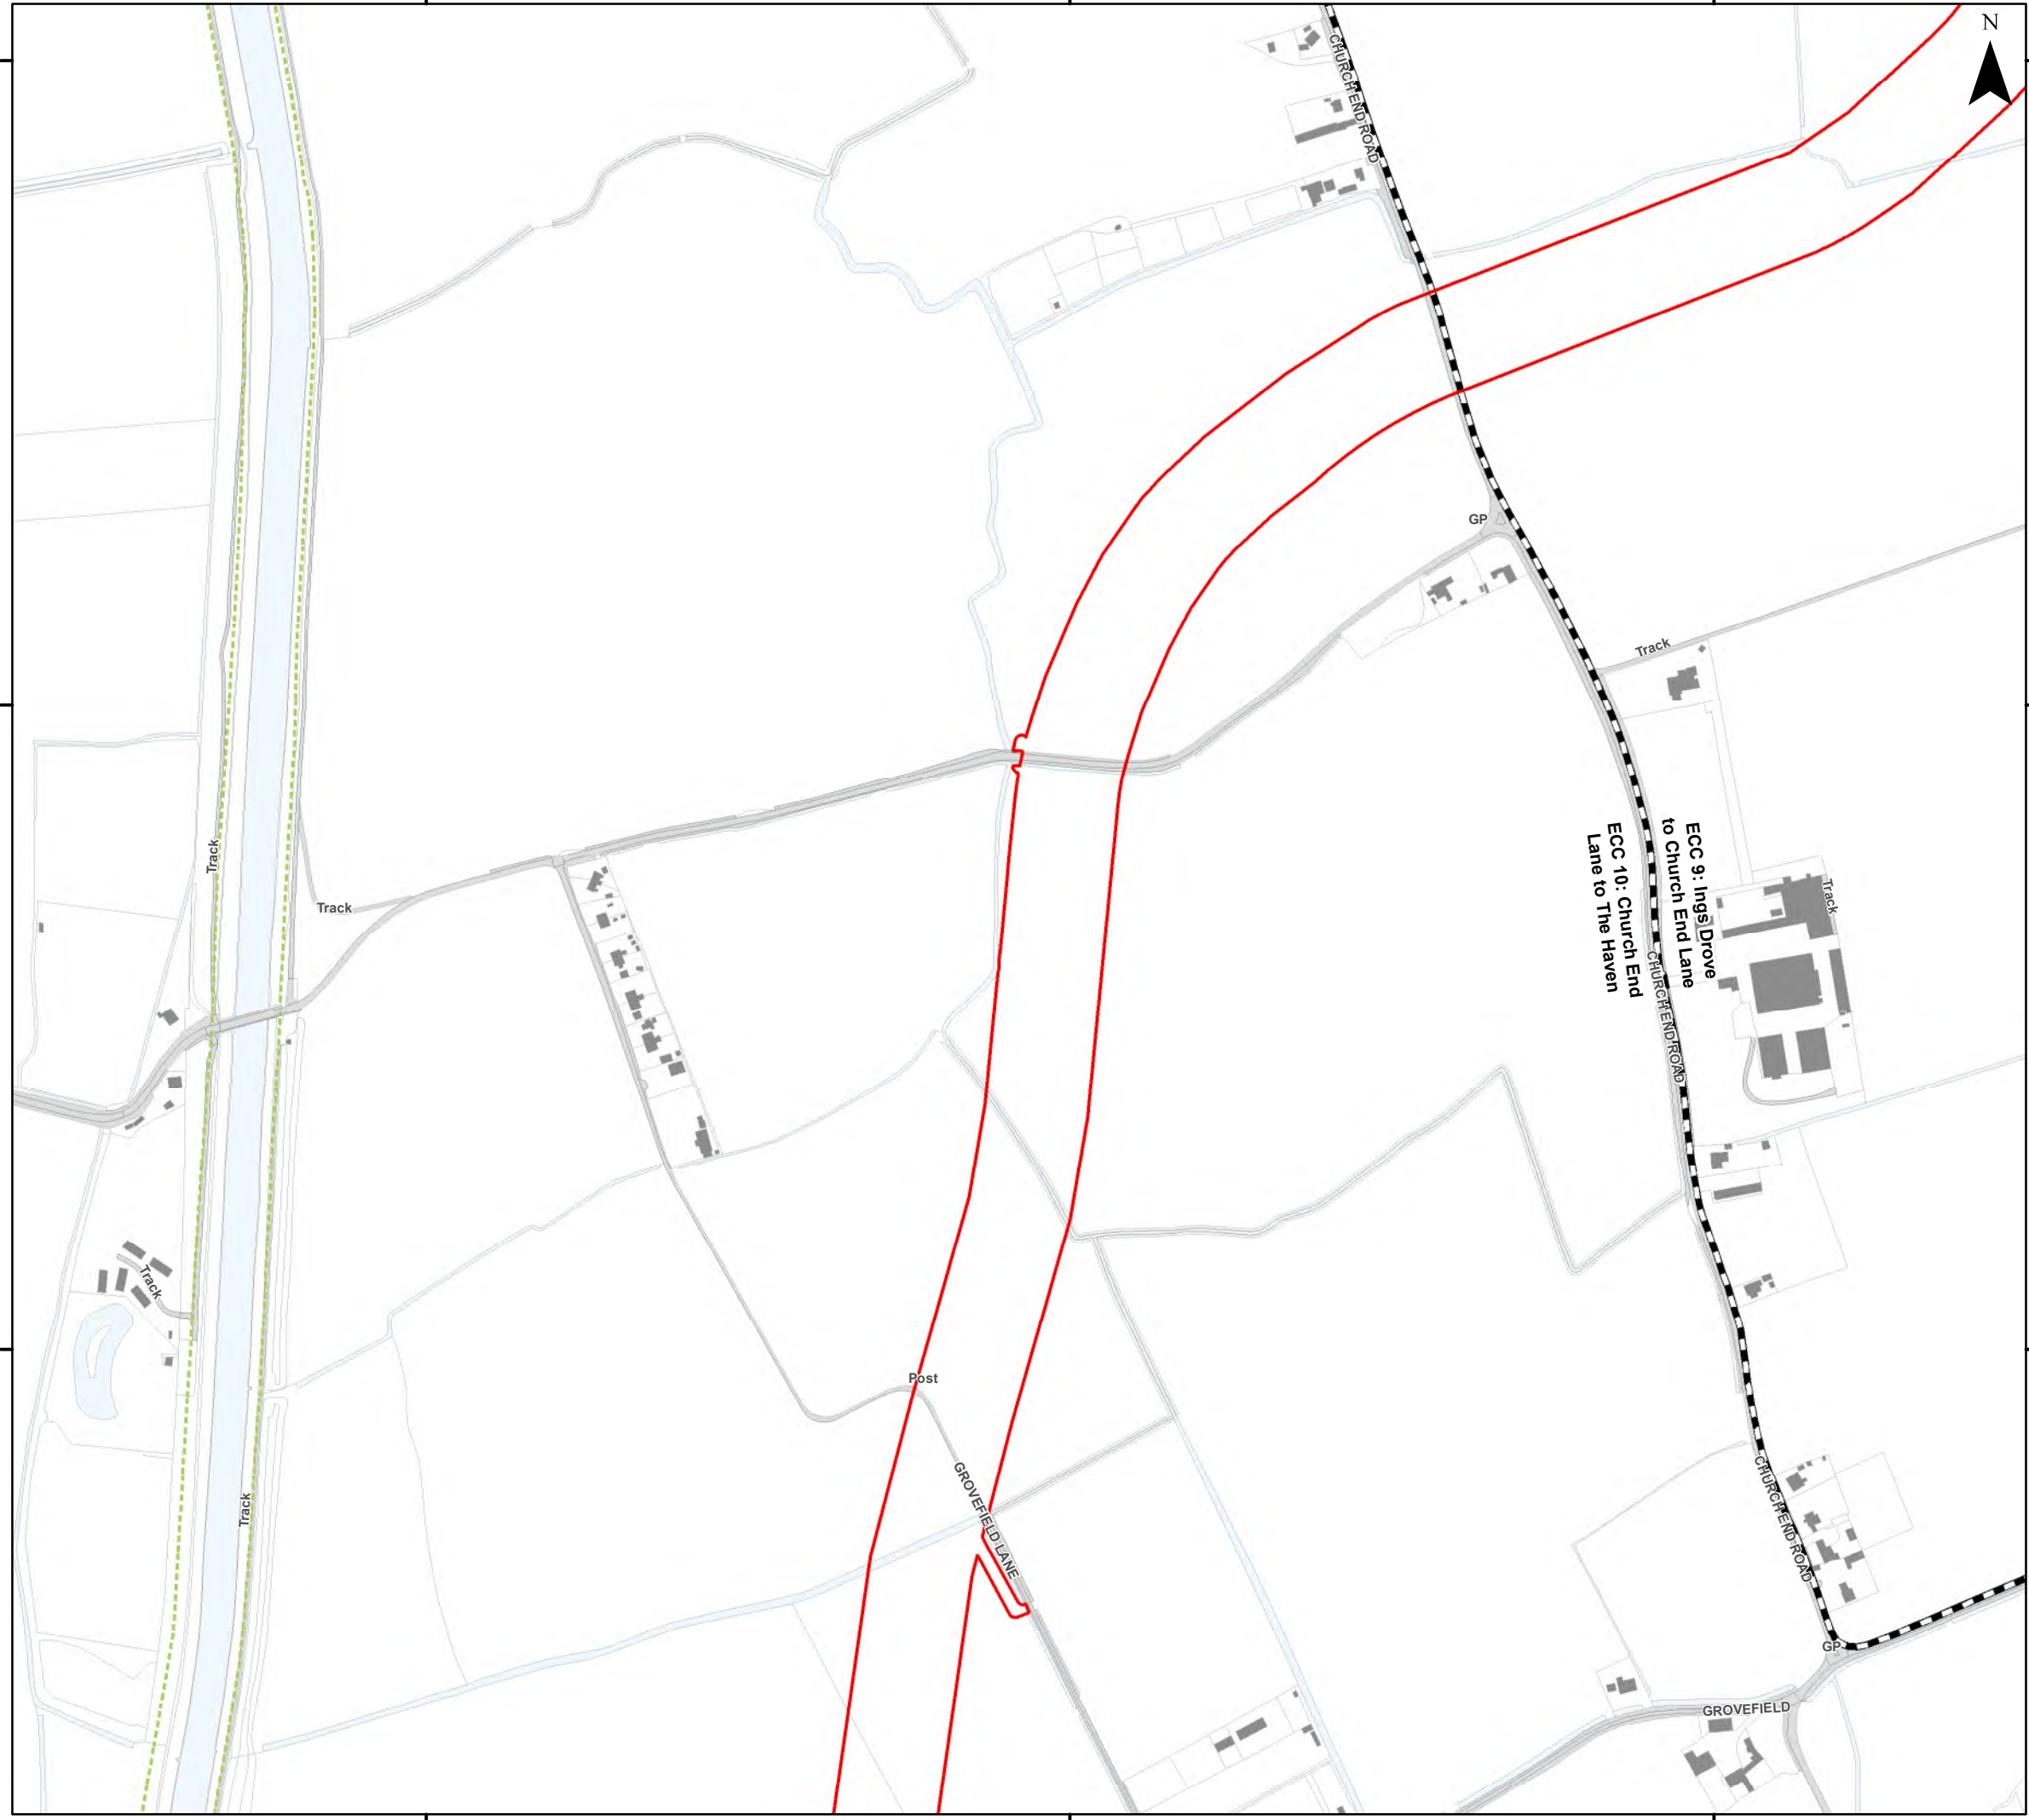 N
CHURCH END ROAD
GP
Track
ECC 9: Ings Drove
to Church End Lane
ECC 10: Church End
Lane to The Haven
Track
Track
Track
CHURCH END ROAD
Track
Post
GROVEFIELD LANE
Track
CHURCH END ROAD
GP
GROVEFIELD